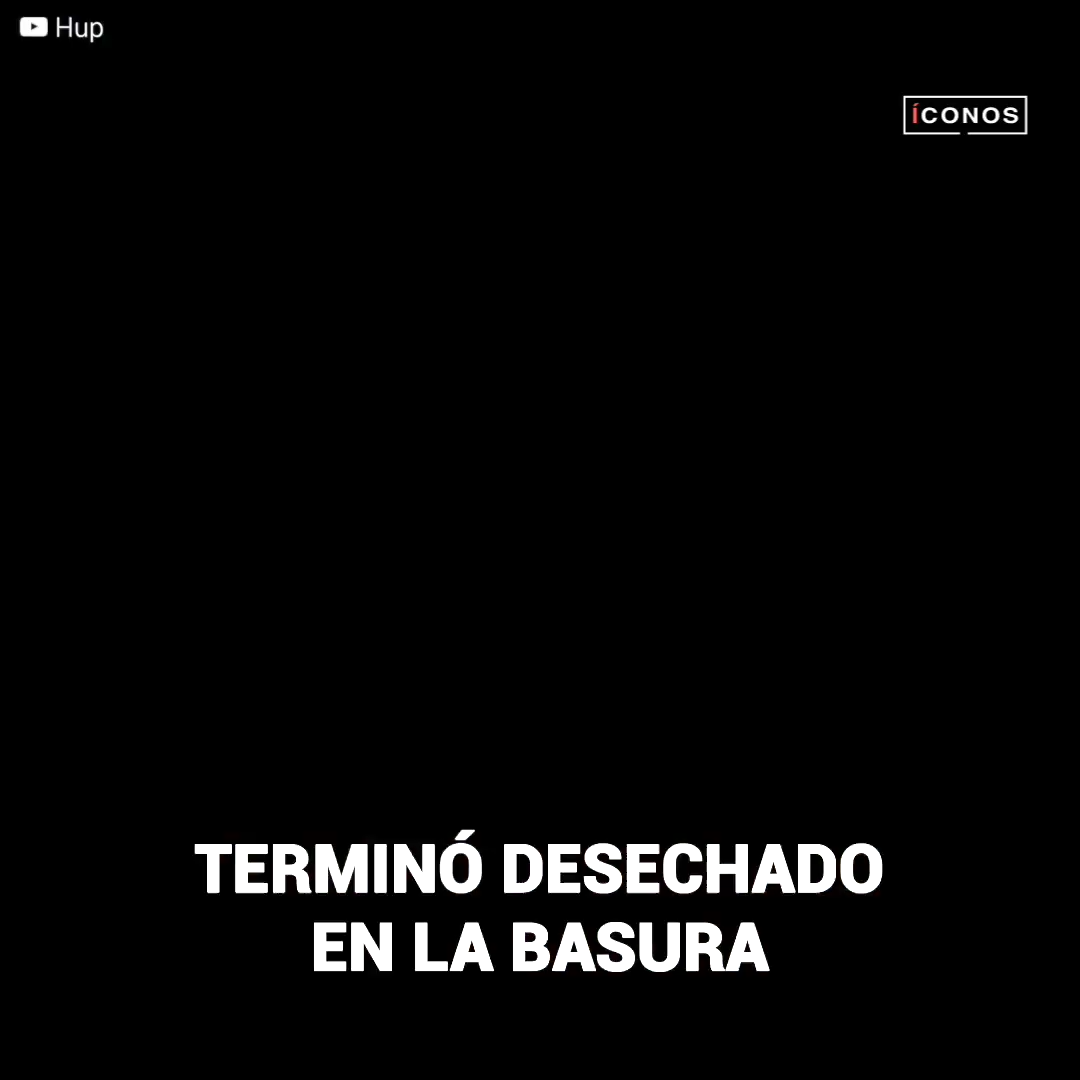 Hup
ÍCONOS
TERMINÓ DESECHADO
EN LA BASURA